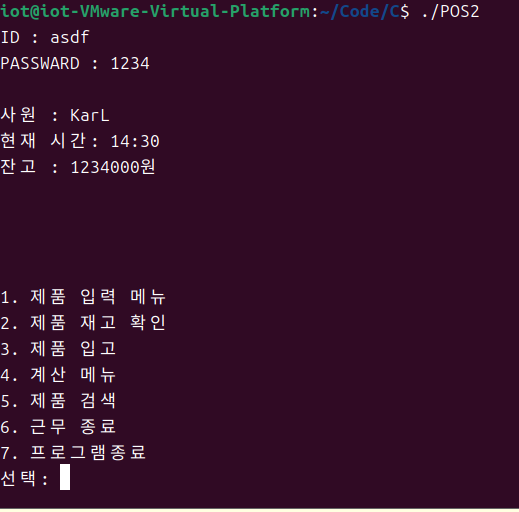 iot@iot-VMware-Virtual-Platform:~/Code/C$ ./POS2
ID : asdf
PASSWARD : 1234
사원 : KarL
현재 시간: 14:30
잔고 : 1234000원
1. 제품 입력 메뉴
2. 제품 재고 확인
3. 제품 입고
4. 계산 메뉴
5. 제품 검색
6. 근무 종료
7. 프로그램종료
선택: